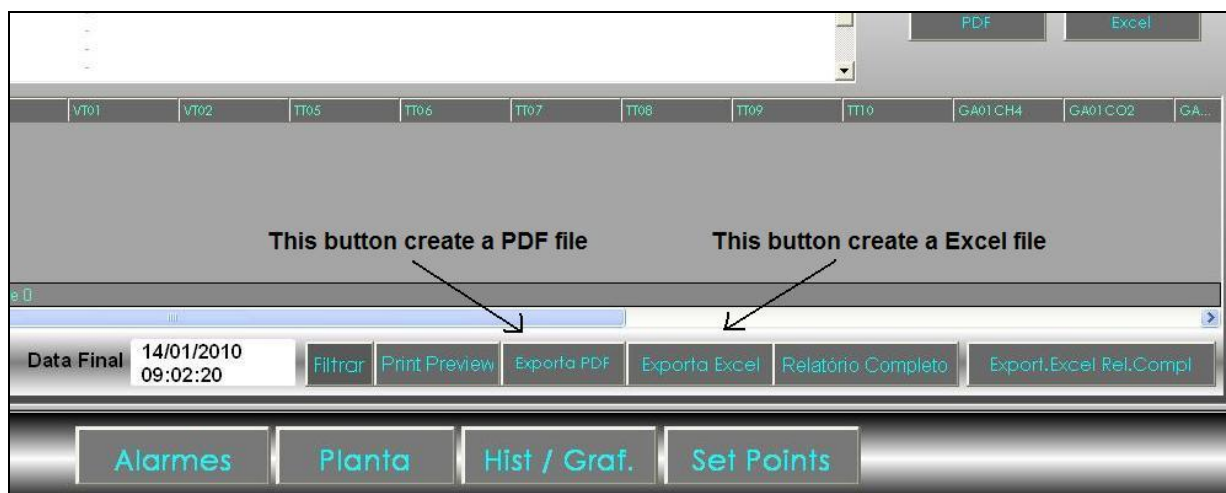 PDF Excel
VT01 VT02 TT05 TT06 TT07 TT08 TT09 TT10 GA01CH4 GA01CO2 GA...
This button create a PDF file This button create a Excel file
e 0
Data Final 14/01/2010
09:02:20
Filtrar Print Preview Exporta PDF Exporta Excel Relatório Completo Export.Excel Rel.Compl
Alarmes Planta Hist / Graf. Set Points